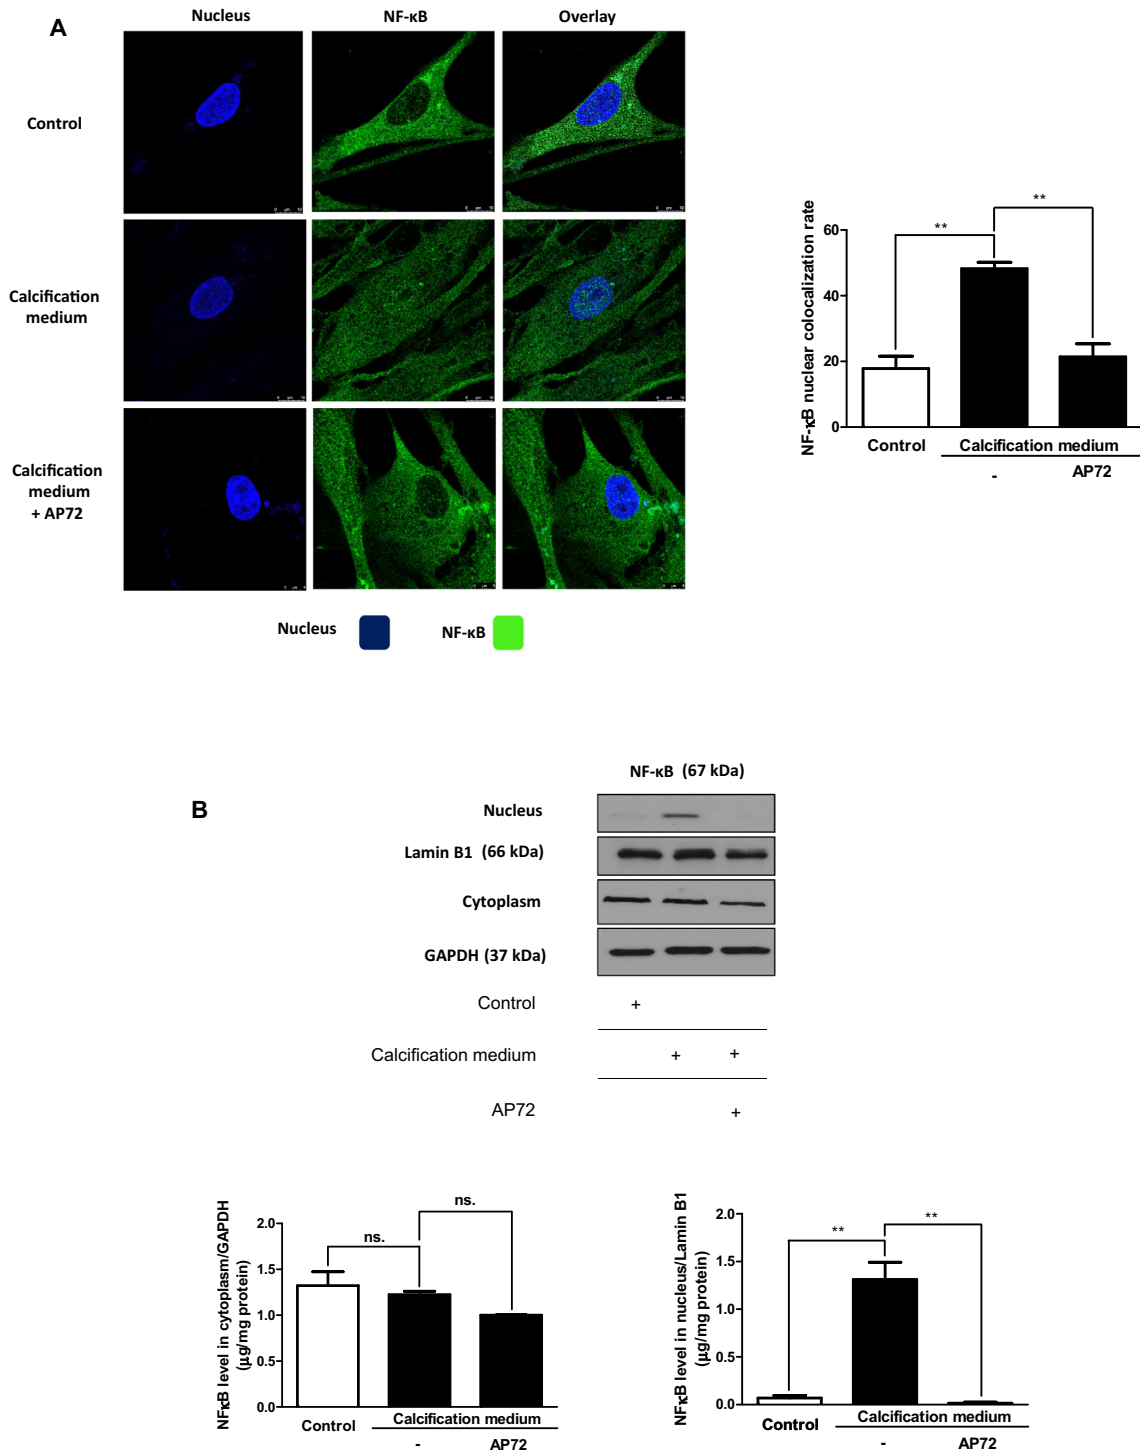 A
Nucleus
NF-κB
Overlay
Control
Calcification
medium
Calcification
medium
+ AP72
Nucleus
NF-κB
NF-κB nuclear colocalization rate
60
40
20
0
**
**
Control
Calcification medium
-
AP72
B
NF-κB (67 kDa)
Nucleus
Lamin B1 (66 kDa)
Cytoplasm
GAPDH (37 kDa)
Control
+
Calcification medium
+
+
AP72
+
NFκB level in cytoplasm/GAPDH
(μg/mg protein)
2.0
1.5
1.0
0.5
0.0
ns.
ns.
Control
Calcification medium
-
AP72
NFκB level in nucleus/Lamin B1
(μg/mg protein)
2.0
1.5
1.0
0.5
0.0
**
**
Control
Calcification medium
-
AP72